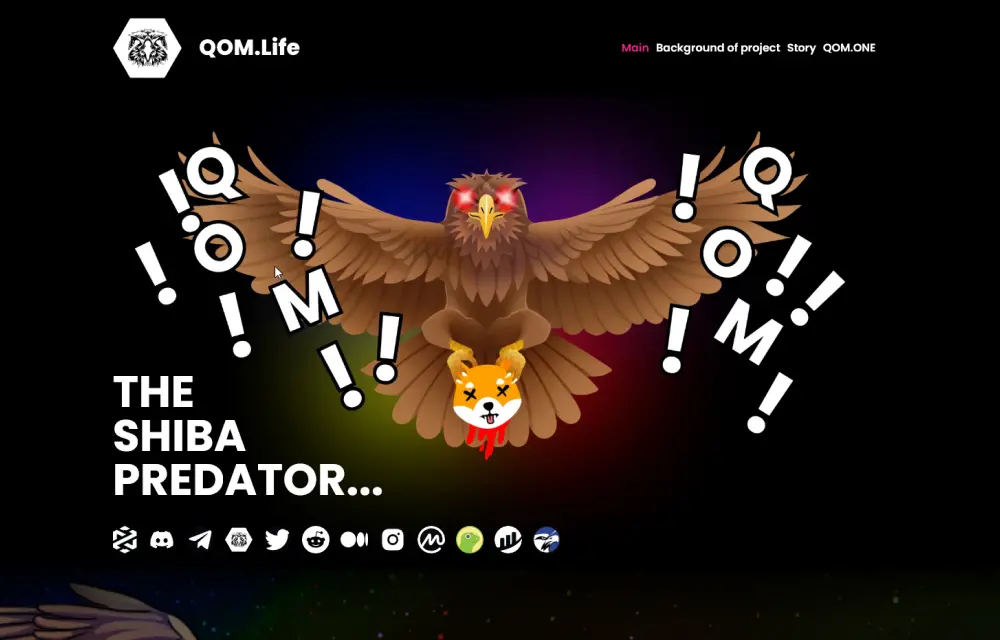 QOM.Life
Main Background of project Story QOM.ONE
! Q
! O !
! M
! !
! Q
O !
! M !
!
THE
SHIBA
PREDATOR...